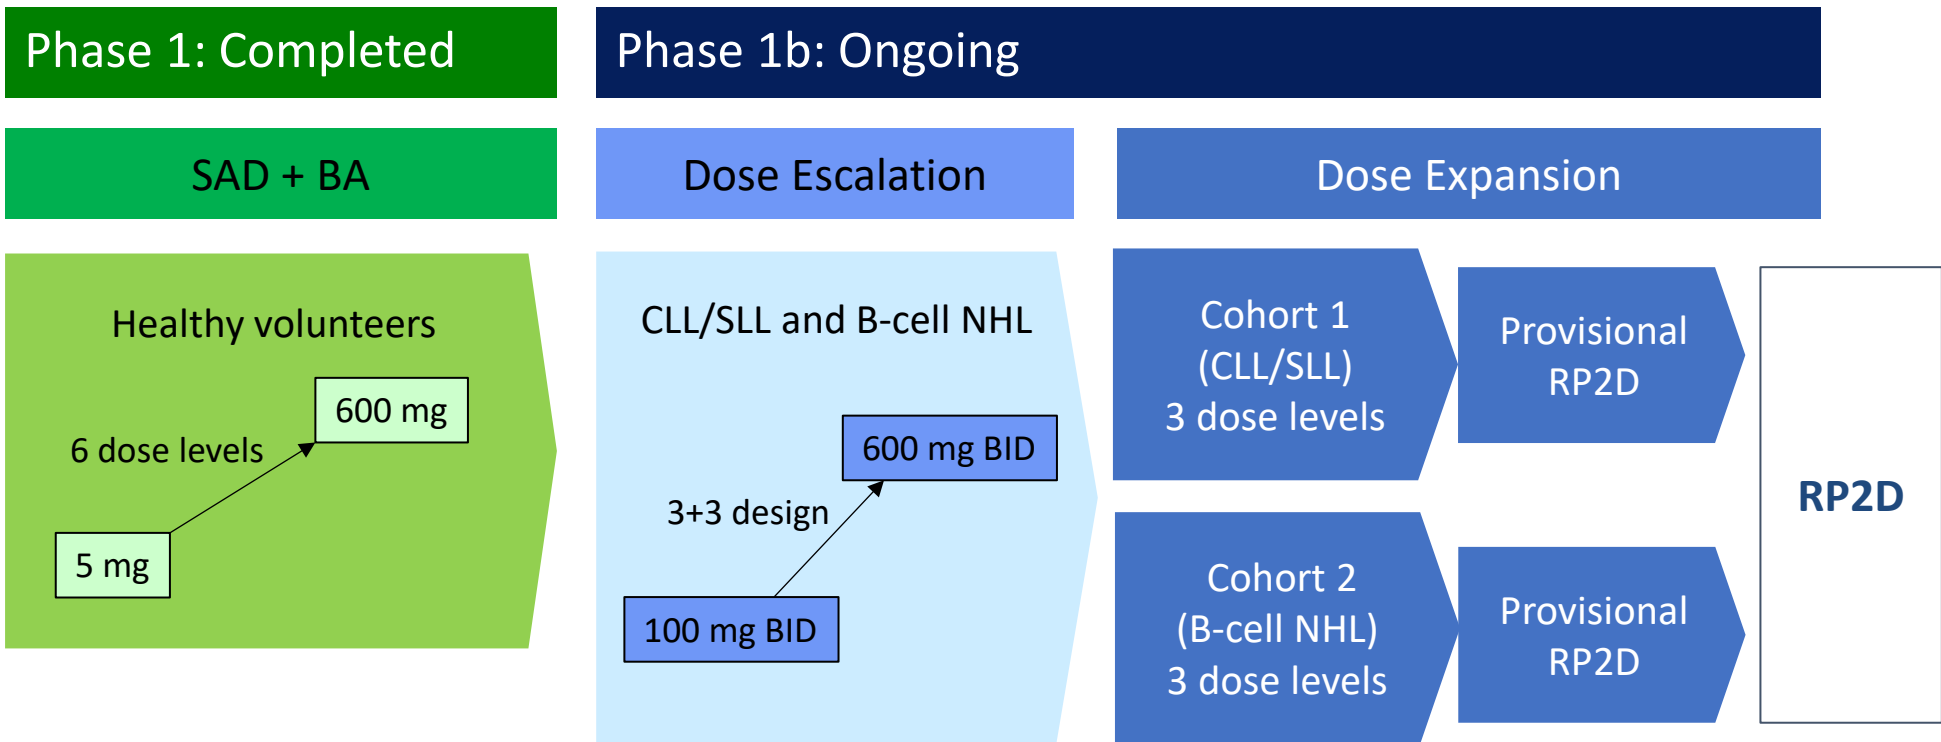 Phase 1: Completed
Phase 1b: Ongoing
SAD + BA
Dose Escalation
Dose Expansion
Healthy volunteers
600 mg
6 dose levels
5 mg
CLL/SLL and B-cell NHL
600 mg BID
3+3 design
100 mg BID
Cohort 1
(CLL/SLL)
3 dose levels
Provisional
RP2D
Cohort 2
(B-cell NHL)
3 dose levels
Provisional
RP2D
RP2D